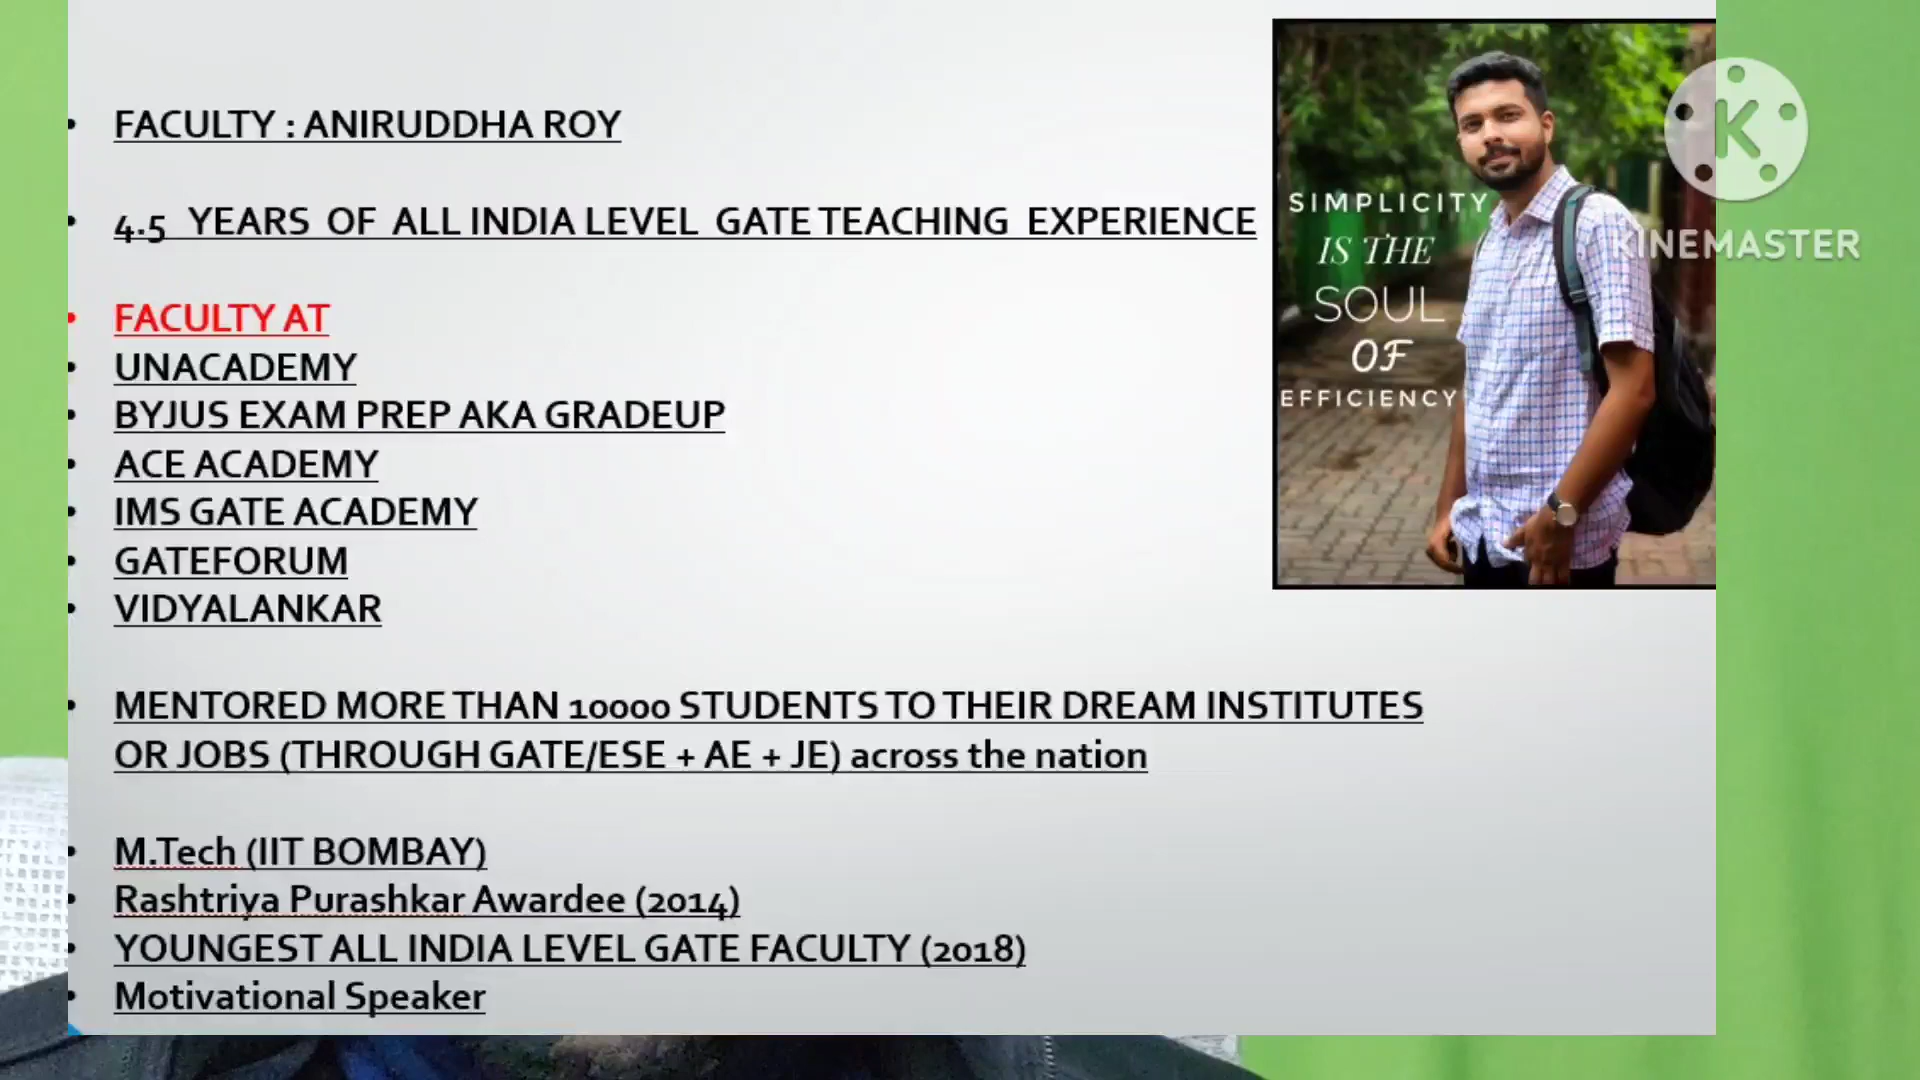 FACULTY : ANIRUDDHA ROY
4.5 YEARS OF ALL INDIA LEVEL GATE TEACHING EXPERIENCE
FACULTY AT
UNACADEMY
BYJUS EXAM PREP AKA GRADEUP
ACE ACADEMY
IMS GATE ACADEMY
GATEFORUM
VIDYALANKAR
MENTORED MORE THAN 10000 STUDENTS TO THEIR DREAM INSTITUTES
OR JOBS (THROUGH GATE/ESE + AE + JE) across the nation
M.Tech (IIT BOMBAY)
Rashtriya Purashkar Awardee (2014)
YOUNGEST ALL INDIA LEVEL GATE FACULTY (2018)
Motivational Speaker
SIMPLICITY
IS THE
SOUL
OF
EFFICIENCY
K
KINEMASTER